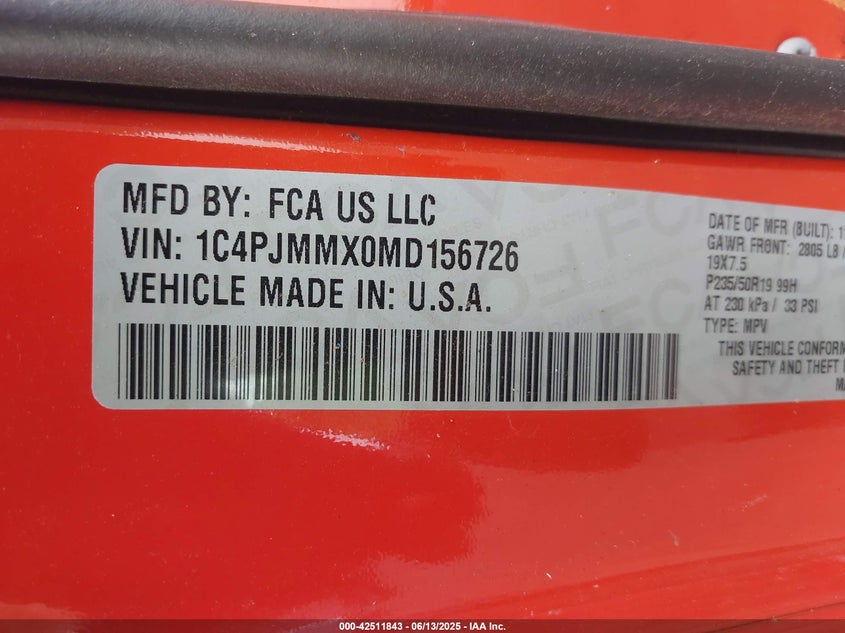 MFD BY: FCA US LLC
VIN: 1C4PJMMX0MD156726
VEHICLE MADE IN: U.S.A.
DATE OF MFR (BUILT):
GAWR FRONT: 2805 LB
19X7.5
P235/50R19 99H
AT 230 kPa / 33 PSI
TYPE: MPV
THIS VEHICLE
SAFETY AND THEFT
000-42511843 / 06/13/2025 / IAA Inc.